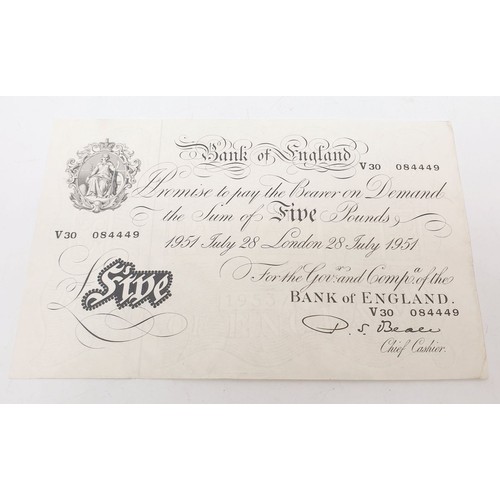 Bank of England
V30 084449
I Promise to pay the Bearer on Demand
the Sum of Five Pounds
V30 084449
1951 July 28 London 28 July 1951
For the Govr. and Compa. of the
BANK of ENGLAND.
Five
V30 084449
P. S. Beale
Chief Cashier.